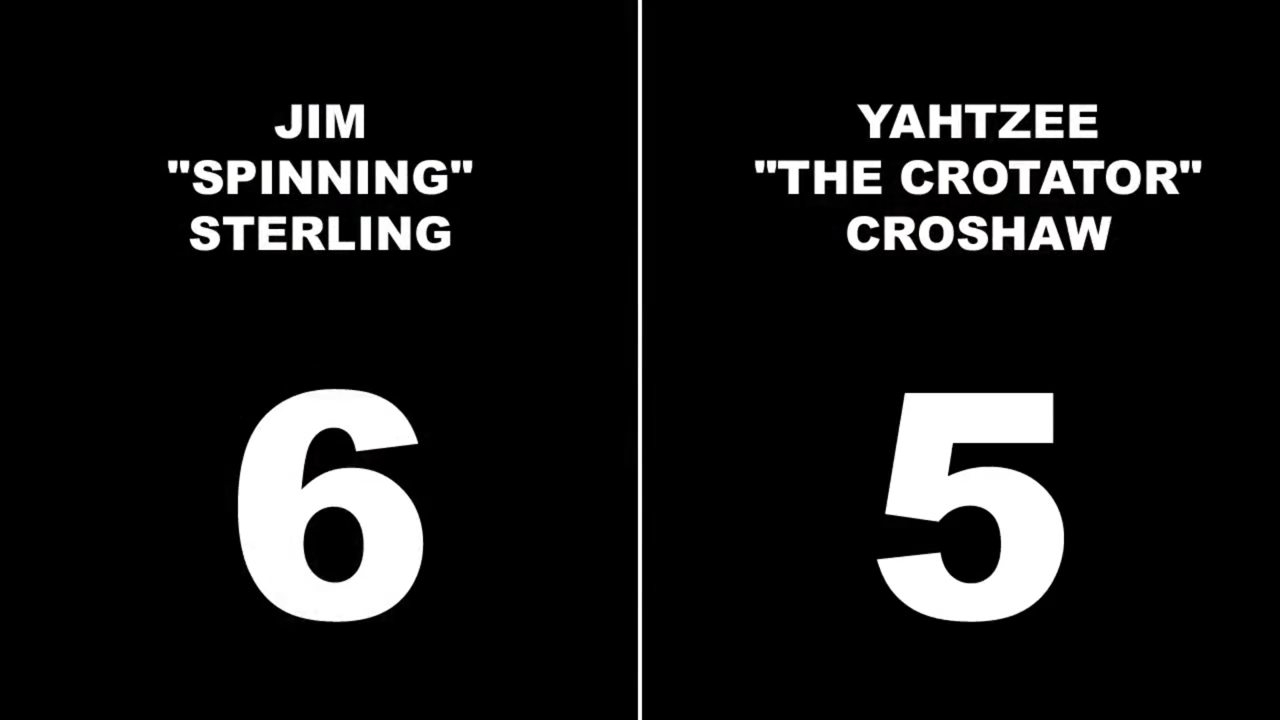 JIM
"SPINNING"
STERLING
6
YAHTZEE
"THE CROTATOR"
CROSHAW
5